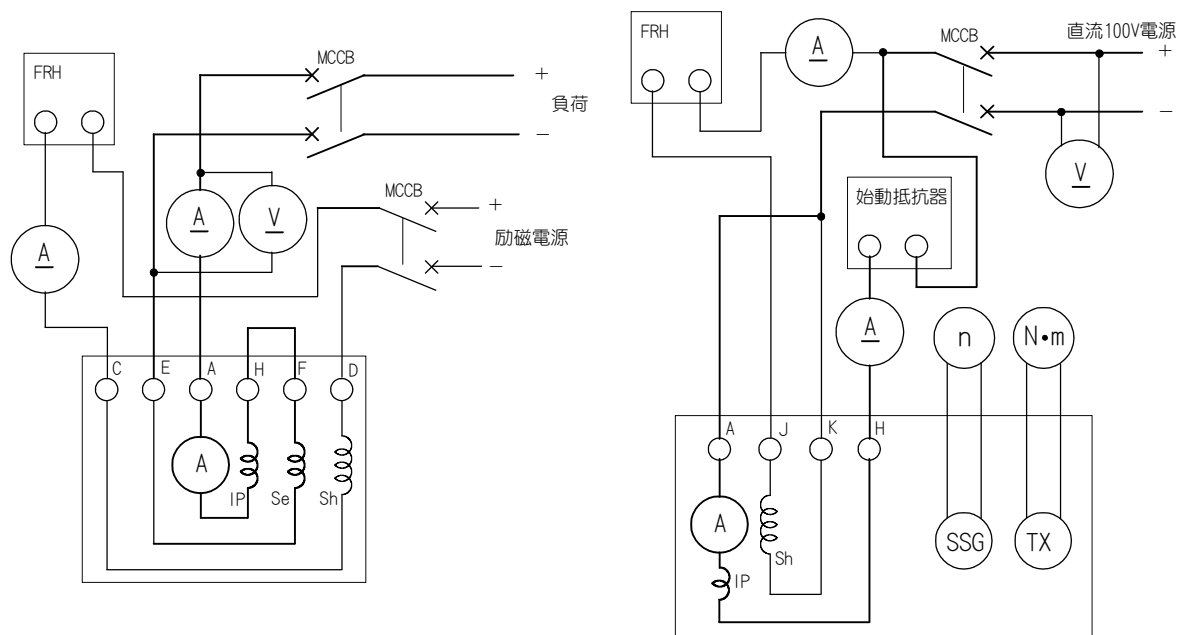 FRH
MCCB
+
負荷
−
A
V
MCCB
+
励磁電源
−
A
C
E
A
H
F
D
A
IP
Se
Sh
FRH
A
MCCB
直流100V電源
+
−
V
始動抵抗器
A
n
N•m
A
J
K
H
A
IP
Sh
SSG
TX